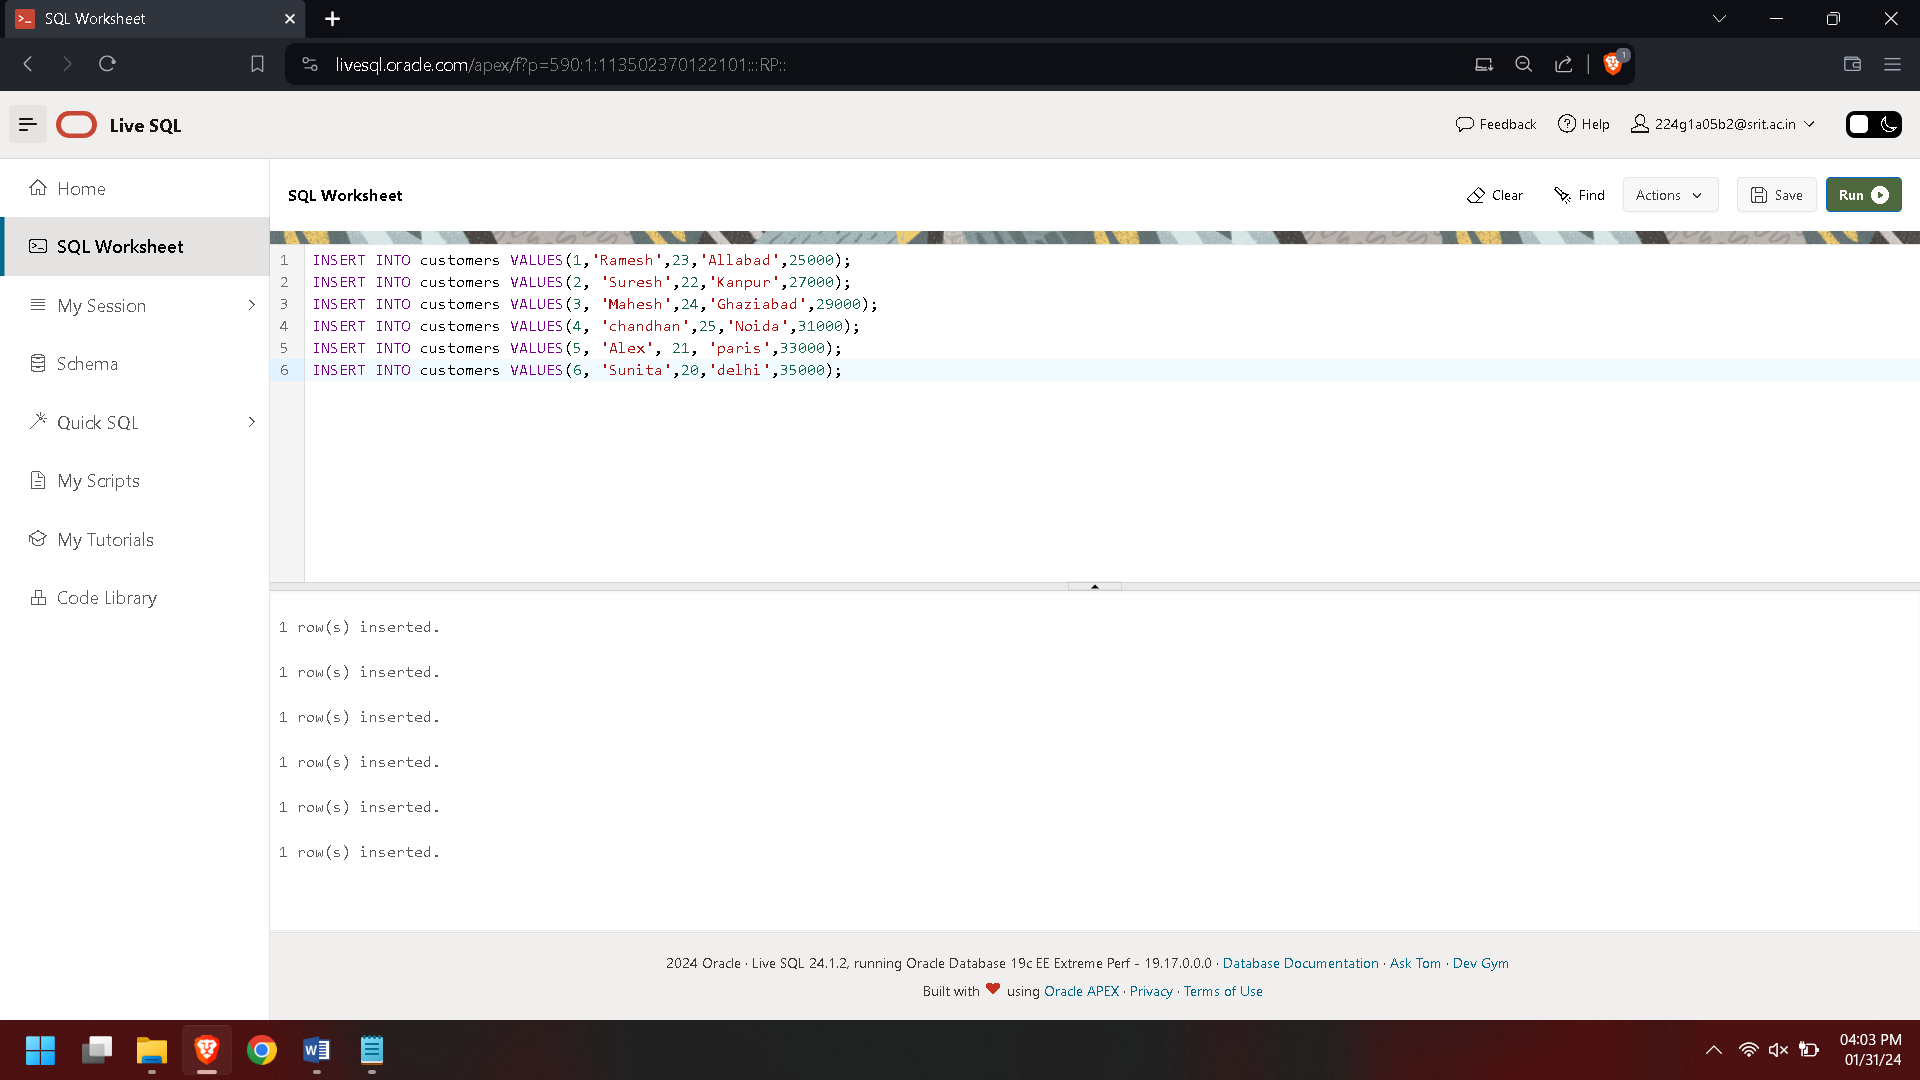 SQL Worksheet
livesql.oracle.com/apex/f?p=590:1:113502370122101:::RP::
1
Live SQL
Feedback
Help
224g1a05b2@srit.ac.in
Home
SQL Worksheet
My Session
Schema
Quick SQL
My Scripts
My Tutorials
Code Library
SQL Worksheet
Clear
Find
Actions
Save
Run
1 INSERT INTO customers VALUES(1,'Ramesh',23,'Allabad',25000);
2 INSERT INTO customers VALUES(2, 'Suresh',22,'Kanpur',27000);
3 INSERT INTO customers VALUES(3, 'Mahesh',24,'Ghaziabad',29000);
4 INSERT INTO customers VALUES(4, 'chandhan',25,'Noida',31000);
5 INSERT INTO customers VALUES(5, 'Alex', 21, 'paris',33000);
6 INSERT INTO customers VALUES(6, 'Sunita',20,'delhi',35000);
1 row(s) inserted.
1 row(s) inserted.
1 row(s) inserted.
1 row(s) inserted.
1 row(s) inserted.
1 row(s) inserted.
2024 Oracle · Live SQL 24.1.2, running Oracle Database 19c EE Extreme Perf - 19.17.0.0.0 · Database Documentation · Ask Tom · Dev Gym
Built with ❤ using Oracle APEX · Privacy · Terms of Use
04:03 PM
01/31/24